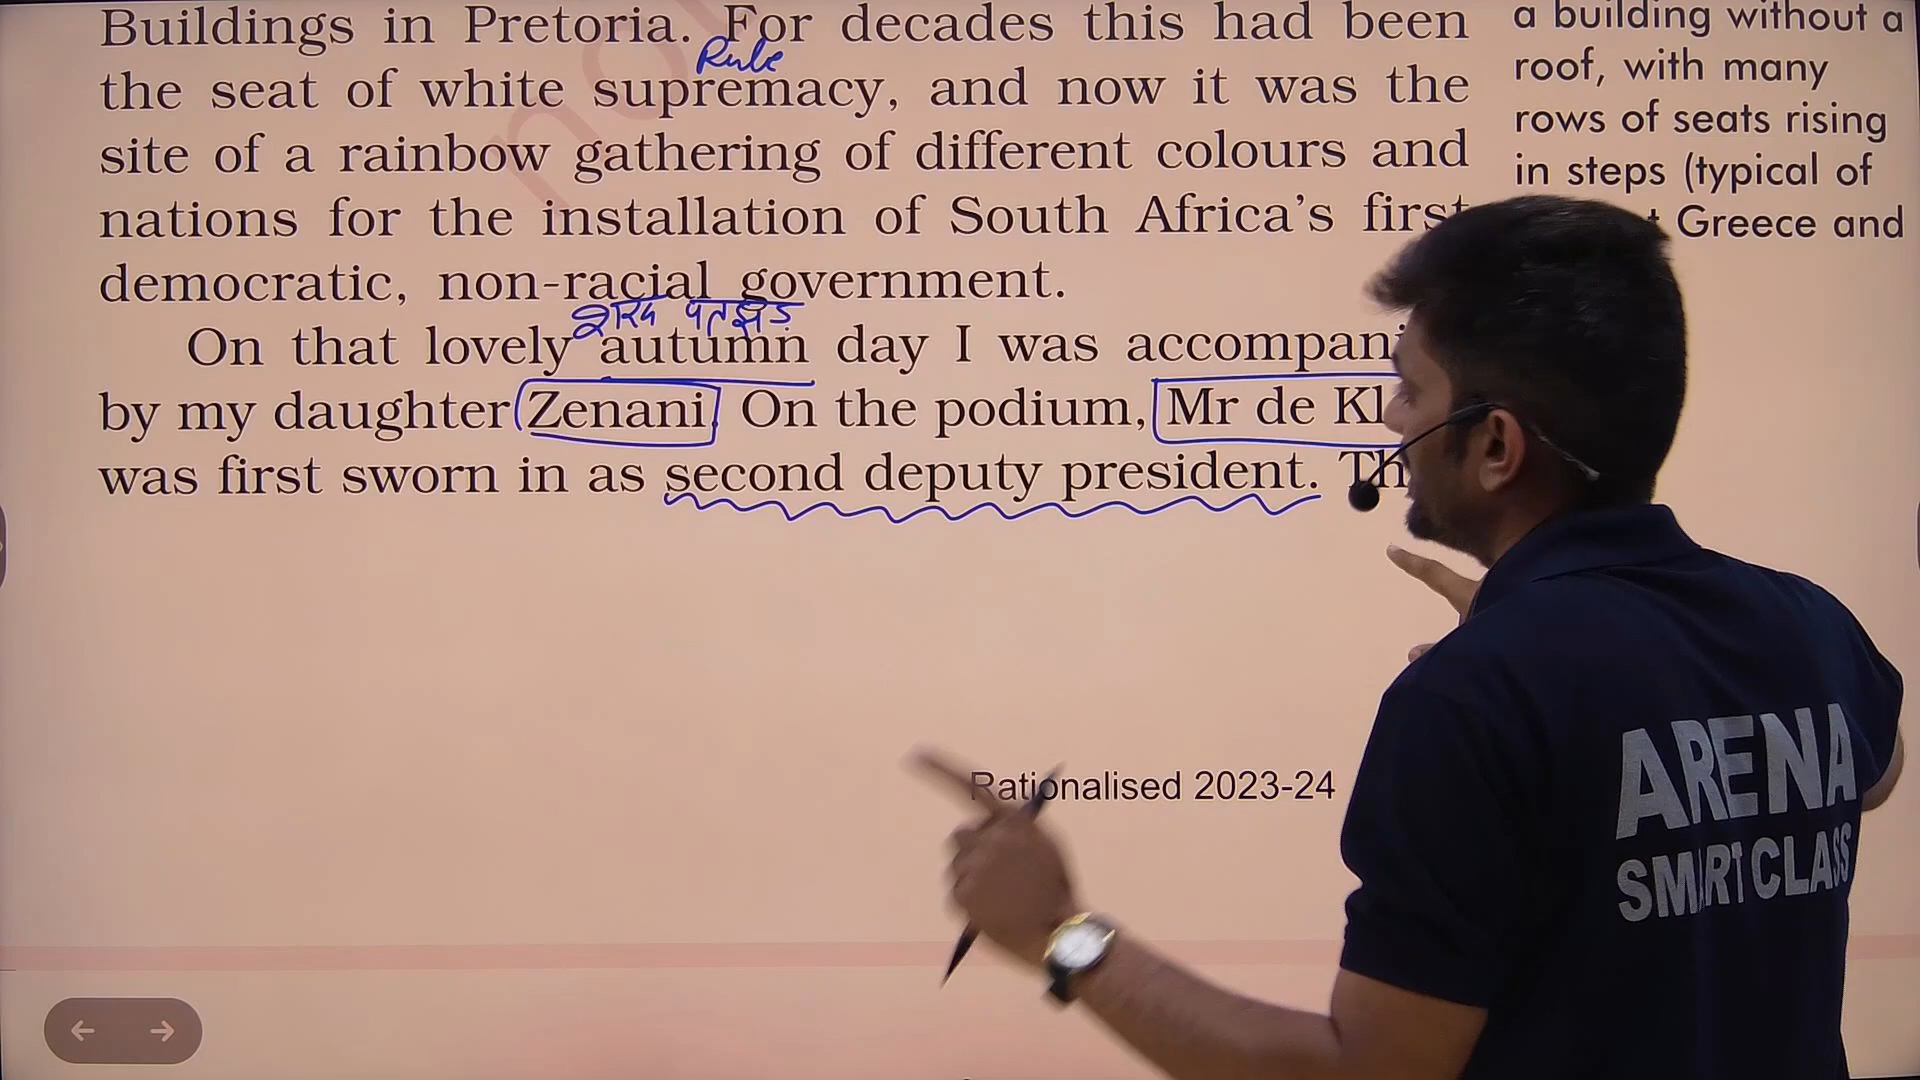 Buildings in Pretoria. For decades this had been
Rule
the seat of white supremacy, and now it was the
site of a rainbow gathering of different colours and
nations for the installation of South Africa's first
democratic, non-racial government.
शरद पतझड़
On that lovely autumn day I was accompani
by my daughter Zenani. On the podium, Mr de Kl
was first sworn in as second deputy president. Th
a building without a
roof, with many
rows of seats rising
in steps (typical of
Greece and
Rationalised 2023-24
ARENA
SMART CLASS